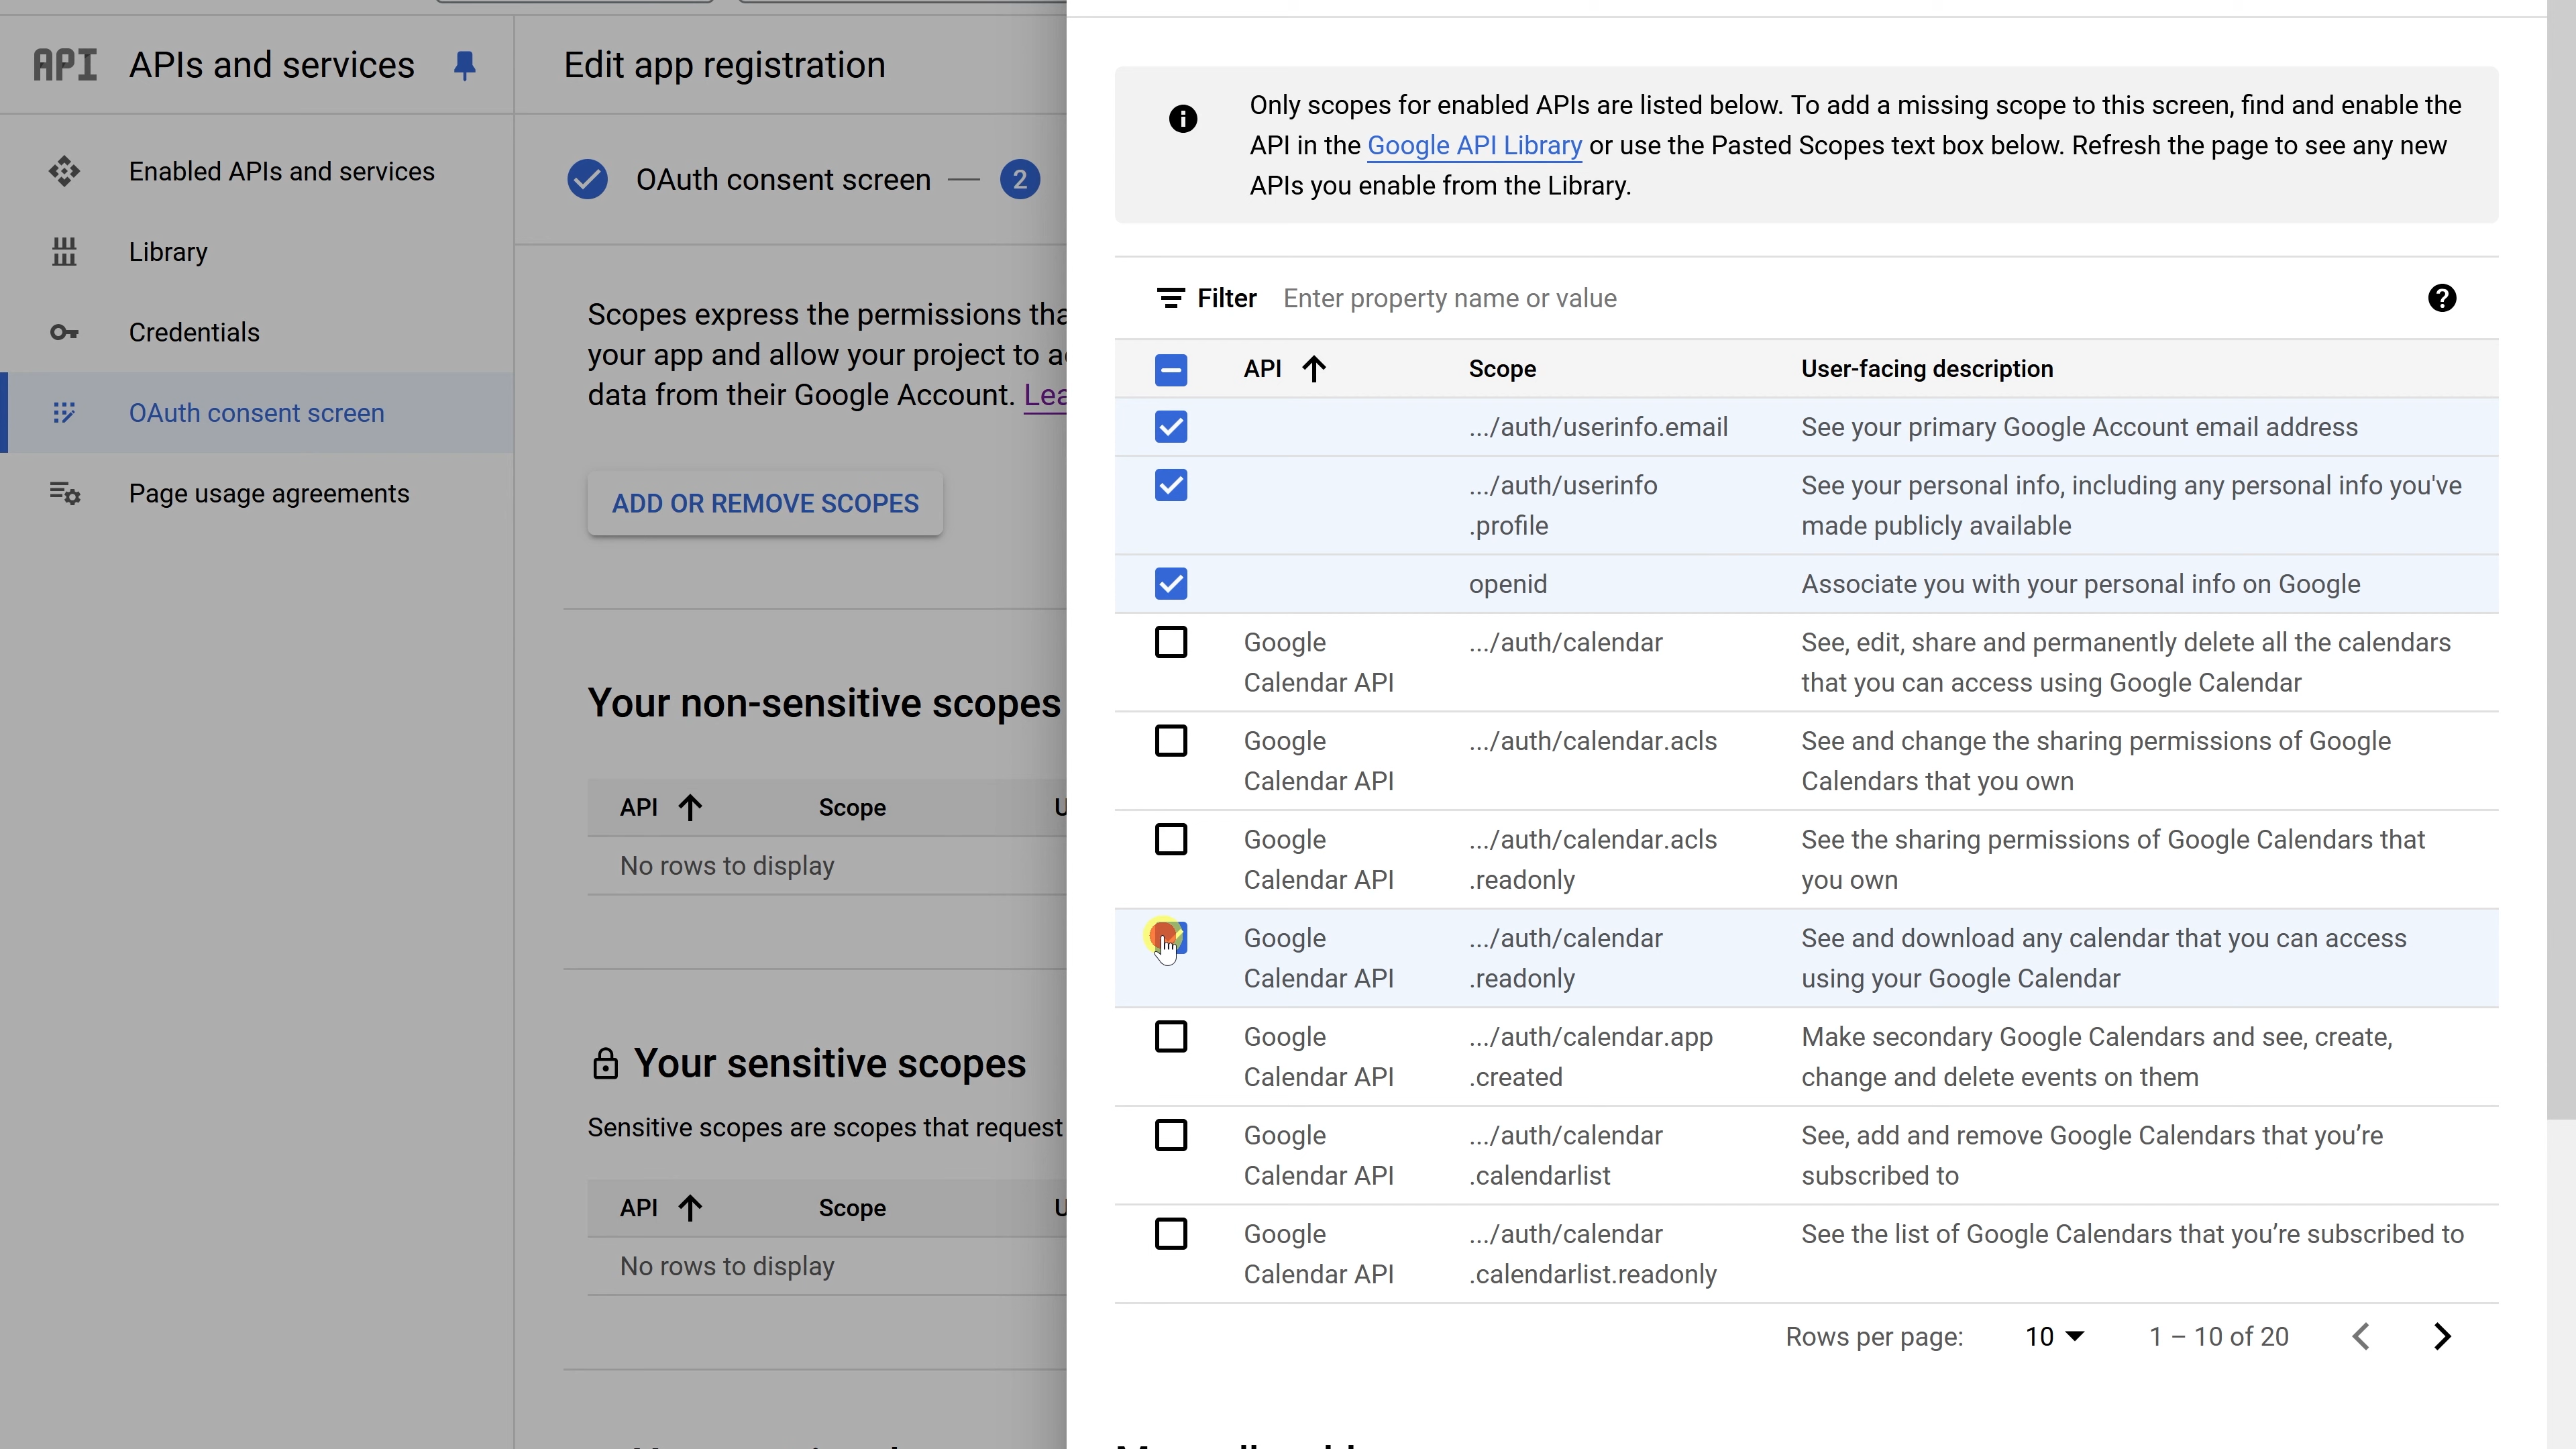 API APIs and services
Enabled APIs and services
Library
Credentials
OAuth consent screen
Page usage agreements
Edit app registration
OAuth consent screen — 2
Scopes express the permissions
your app and allow your project to
data from their Google Account.
ADD OR REMOVE SCOPES
Your non-sensitive scopes
API Scope
No rows to display
Your sensitive scopes
Sensitive scopes are scopes that request
API Scope
No rows to display
Only scopes for enabled APIs are listed below. To add a missing scope to this screen, find and enable the
API in the Google API Library or use the Pasted Scopes text box below. Refresh the page to see any new
APIs you enable from the Library.
Filter Enter property name or value
API Scope User-facing description
.../auth/userinfo.email See your primary Google Account email address
.../auth/userinfo See your personal info, including any personal info you've
.profile made publicly available
openid Associate you with your personal info on Google
Google .../auth/calendar See, edit, share and permanently delete all the calendars
Calendar API that you can access using Google Calendar
Google .../auth/calendar.acls See and change the sharing permissions of Google
Calendar API Calendars that you own
Google .../auth/calendar.acls See the sharing permissions of Google Calendars that
Calendar API .readonly you own
Google .../auth/calendar See and download any calendar that you can access
Calendar API .readonly using your Google Calendar
Google .../auth/calendar.app Make secondary Google Calendars and see, create,
Calendar API .created change and delete events on them
Google .../auth/calendar See, add and remove Google Calendars that you’re
Calendar API .calendarlist subscribed to
Google .../auth/calendar See the list of Google Calendars that you’re subscribed to
Calendar API .calendarlist.readonly
Rows per page: 10 1 – 10 of 20